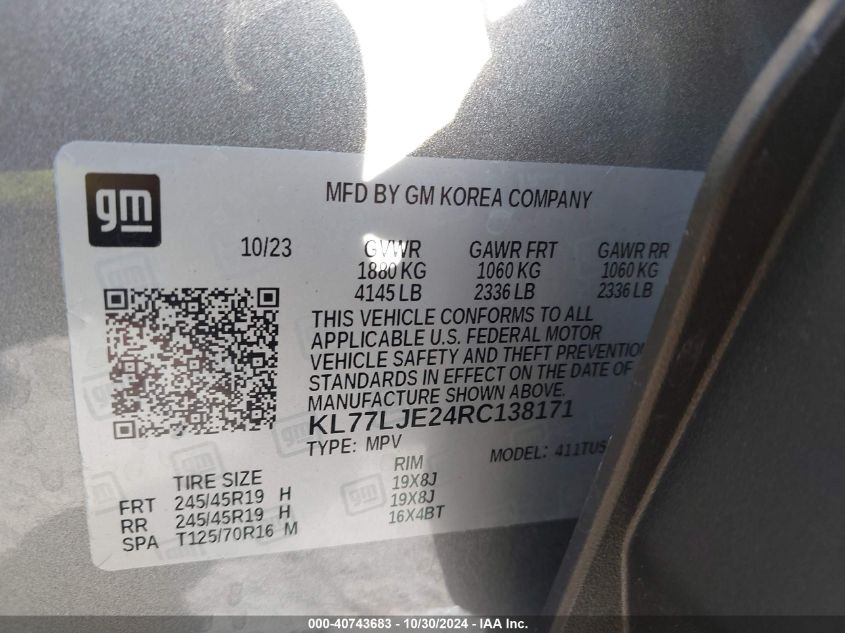 gm
MFD BY GM KOREA COMPANY
10/23 GVWR GAWR FRT GAWR RR
1880 KG 1060 KG 1060 KG
4145 LB 2336 LB 2336 LB
THIS VEHICLE CONFORMS TO ALL
APPLICABLE U.S. FEDERAL MOTOR
VEHICLE SAFETY AND THEFT PREVENTION
STANDARDS IN EFFECT ON THE DATE OF
MANUFACTURE SHOWN ABOVE.
KL77LJE24RC138171
TYPE: MPV MODEL: 411TUS
TIRE SIZE RIM
FRT 245/45R19 H 19X8J
RR 245/45R19 H 19X8J
SPA T125/70R16 M 16X4BT
000-40743683 - 10/30/2024 - IAA Inc.